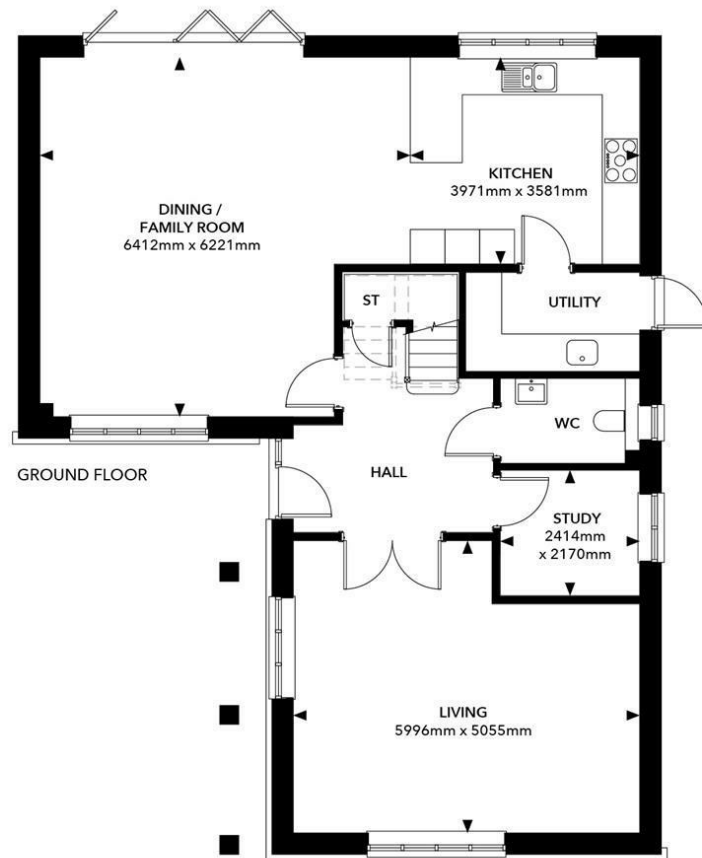 KITCHEN
3971mm x 3581mm
DINING /
FAMILY ROOM
6412mm x 6221mm
ST
UTILITY
WC
HALL
GROUND FLOOR
STUDY
2414mm
x 2170mm
LIVING
5996mm x 5055mm